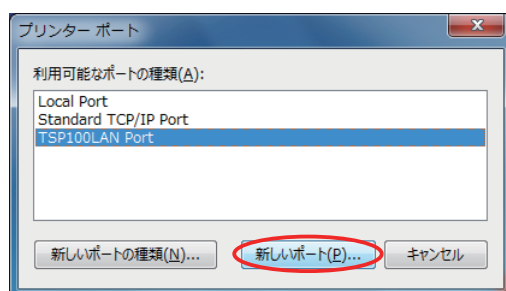 プリンター ポート
利用可能なポートの種類(A):
Local Port
Standard TCP/IP Port
TSP100LAN Port
新しいポートの種類(N)... 新しいポート(P)... キャンセル